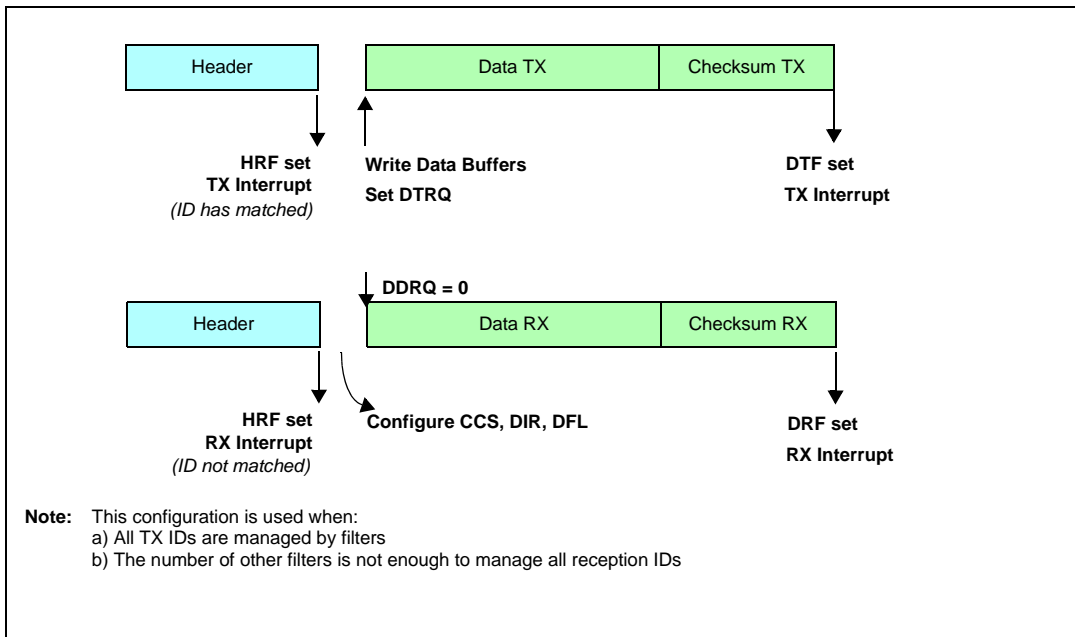 Header
Data TX
Checksum TX
HRF set
TX Interrupt
(ID has matched)
Write Data Buffers
Set DTRQ
DTF set
TX Interrupt
DDRQ = 0
Header
Data RX
Checksum RX
HRF set
RX Interrupt
(ID not matched)
Configure CCS, DIR, DFL
DRF set
RX Interrupt
Note: This configuration is used when:
a) All TX IDs are managed by filters
b) The number of other filters is not enough to manage all reception IDs